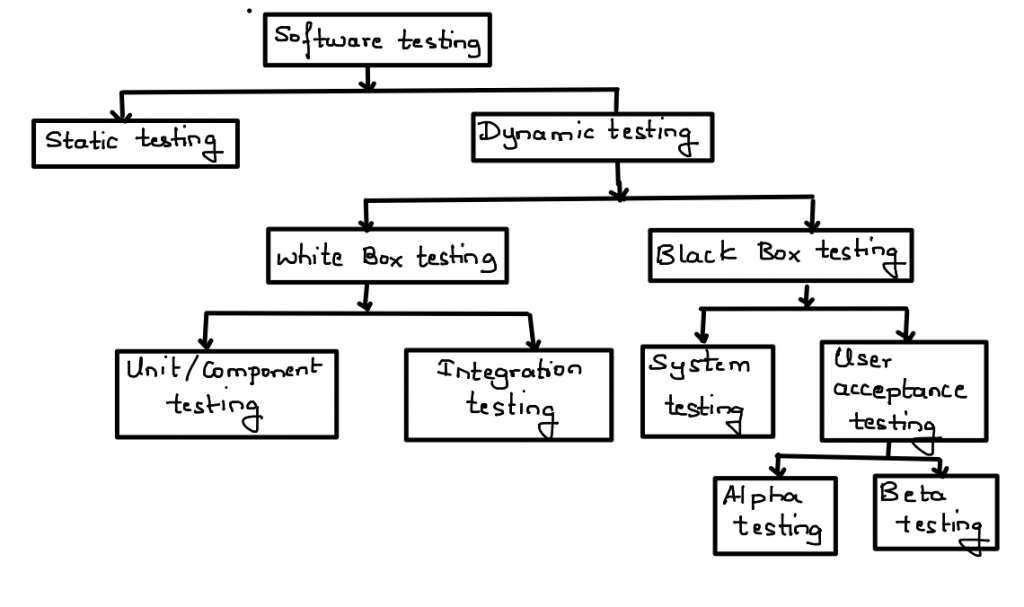 Software testing
Static testing
Dynamic testing
white Box testing
Black Box testing
Unit/Component
testing
Integration
testing
System
testing
User
acceptance
testing
Alpha
testing
Beta
testing